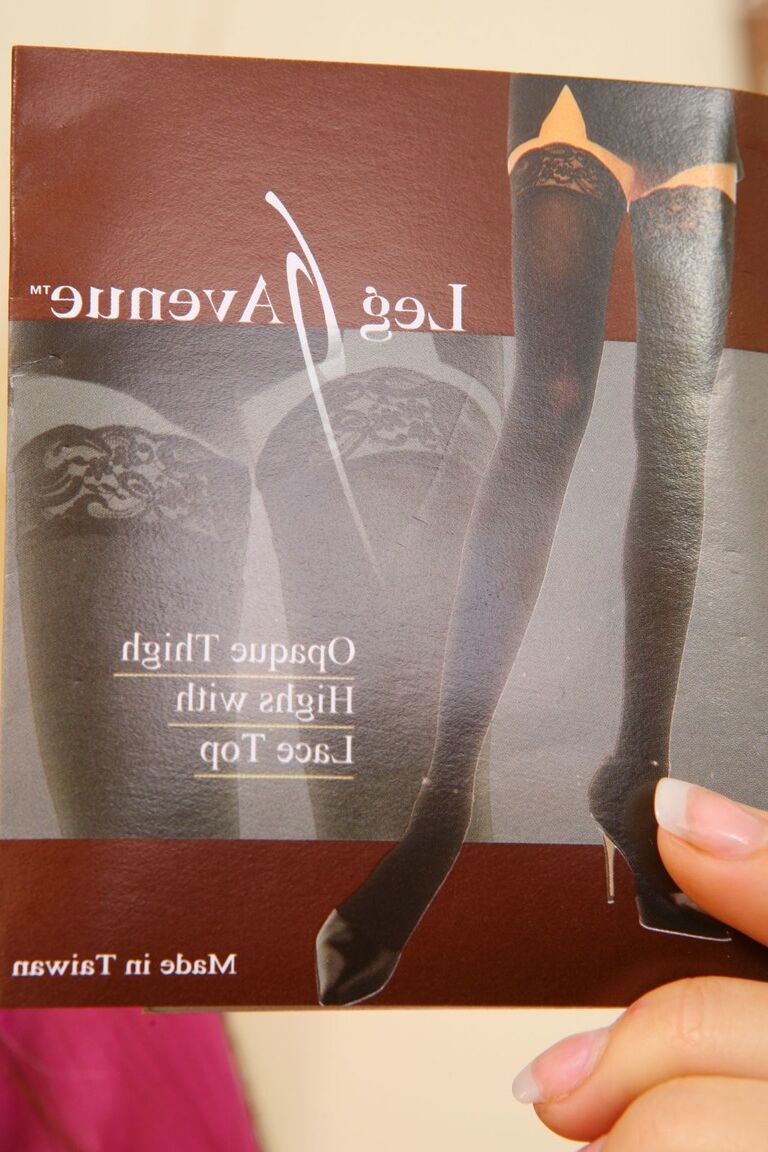 Leg Avenue™
Opaque Thigh
Highs with
Lace Top
Made in Taiwan